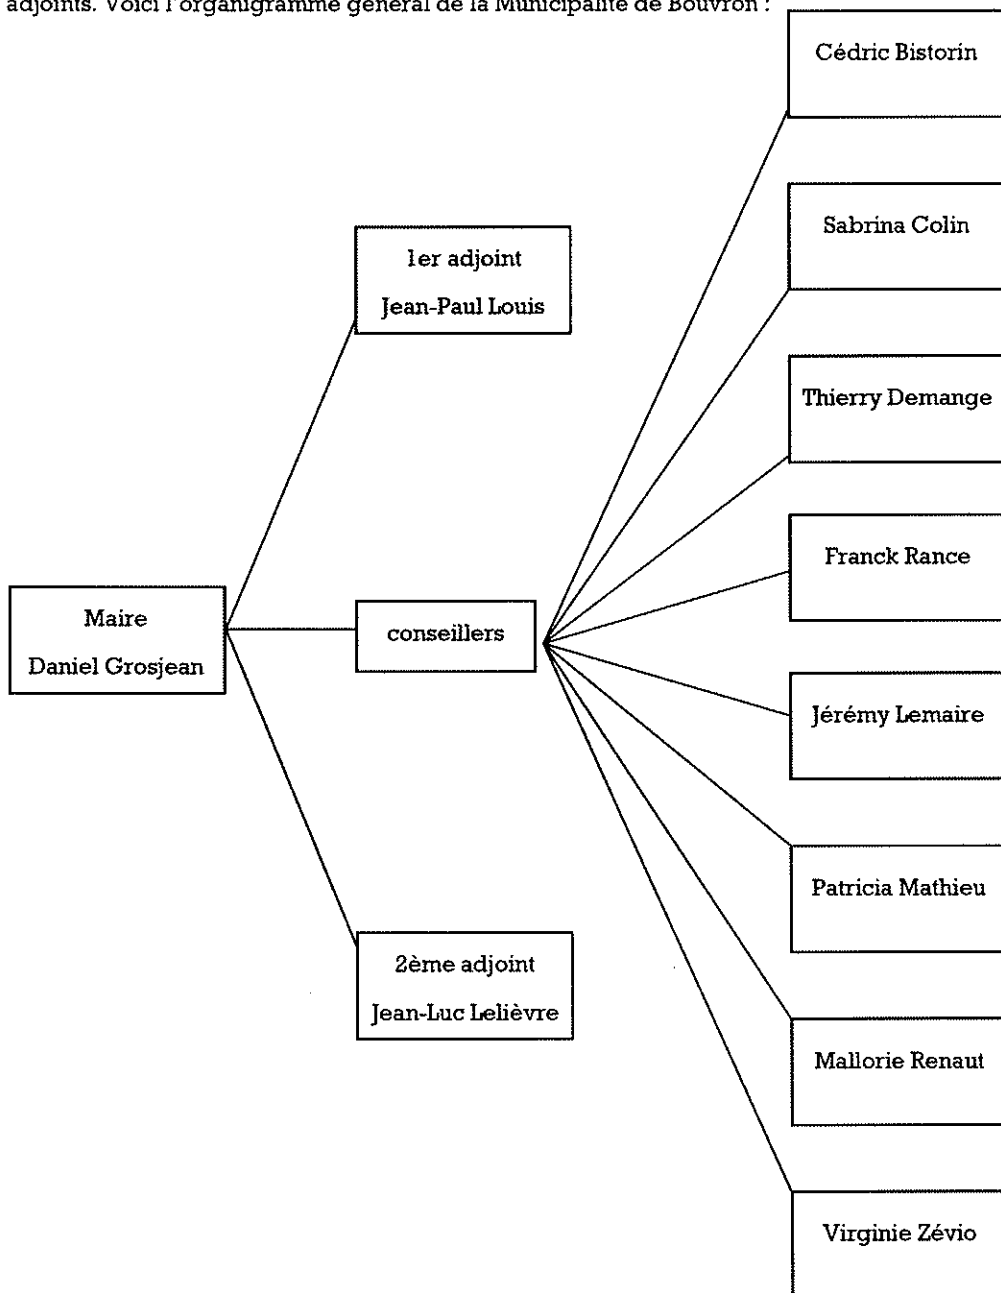 adjoints. Voici l'organigramme général de la Municipalité de Bouvron :
Cédric Bistorin
Sabrina Colin
1er adjoint
Jean-Paul Louis
Thierry Demange
Franck Rance
Maire
Daniel Grosjean
conseillers
Jérémy Lemaire
Patricia Mathieu
2ème adjoint
Jean-Luc Lelièvre
Mallorie Renaut
Virginie Zévio